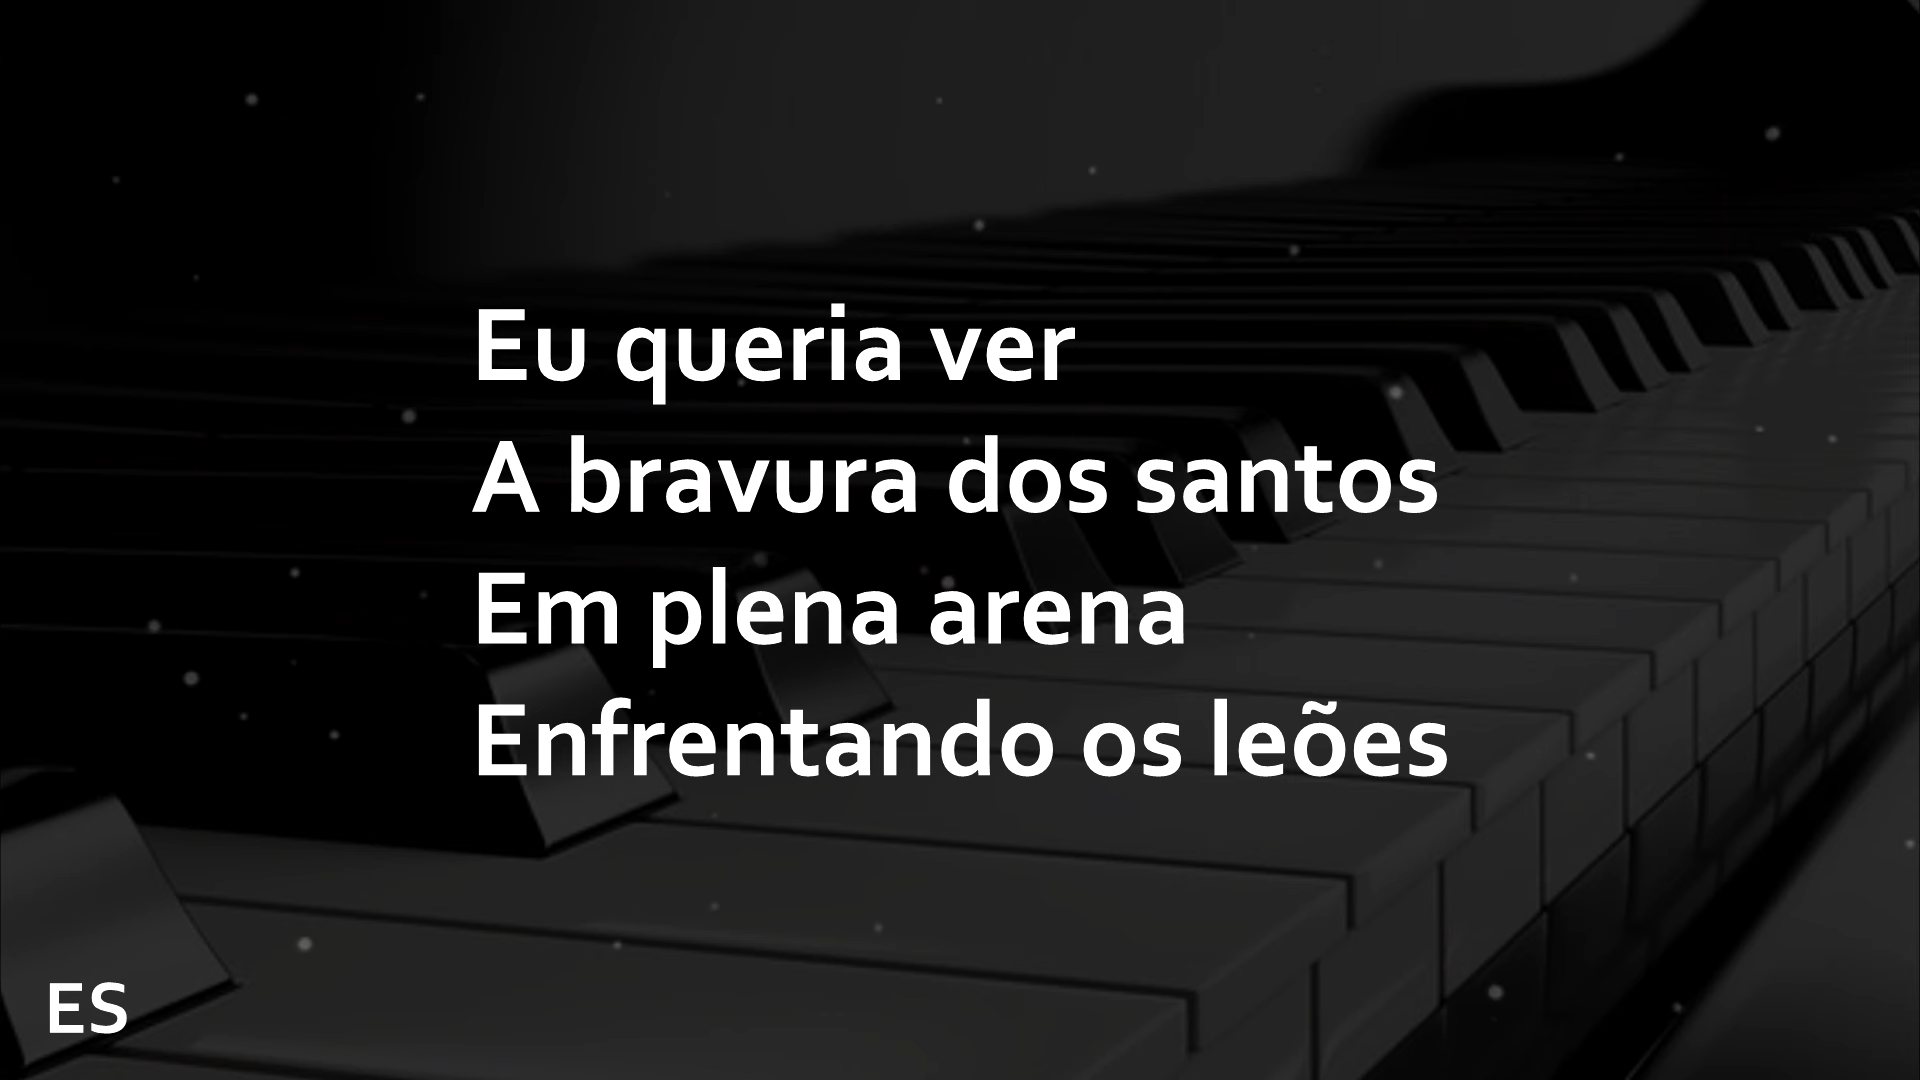 Eu queria ver
A bravura dos santos
Em plena arena
Enfrentando os leões
ES